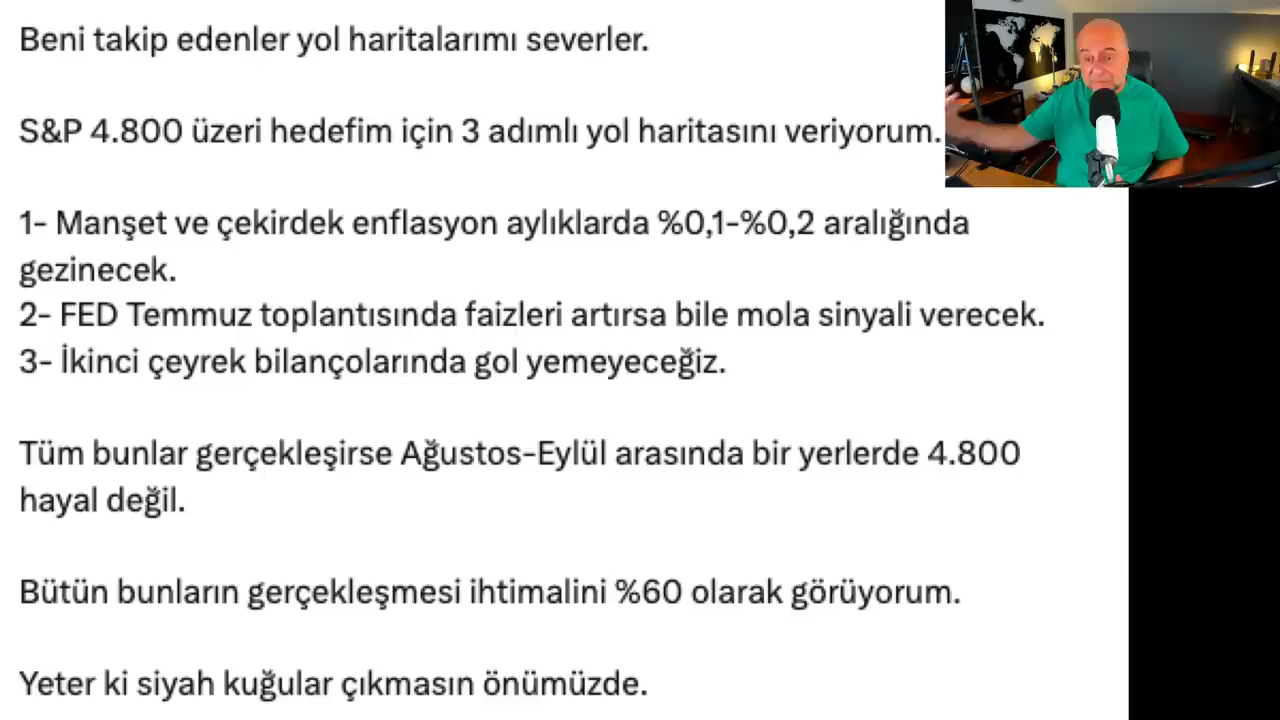 Beni takip edenler yol haritalarımı severler.
S&P 4.800 üzeri hedefim için 3 adımlı yol haritasını veriyorum.
1- Manşet ve çekirdek enflasyon aylıklarda %0,1-%0,2 aralığında
gezinecek.
2- FED Temmuz toplantısında faizleri artırsa bile mola sinyali verecek.
3- İkinci çeyrek bilançolarında gol yemeyeceğiz.
Tüm bunlar gerçekleşirse Ağustos-Eylül arasında bir yerlerde 4.800
hayal değil.
Bütün bunların gerçekleşmesi ihtimalini %60 olarak görüyorum.
Yeter ki siyah kuğular çıkmasın önümüzde.